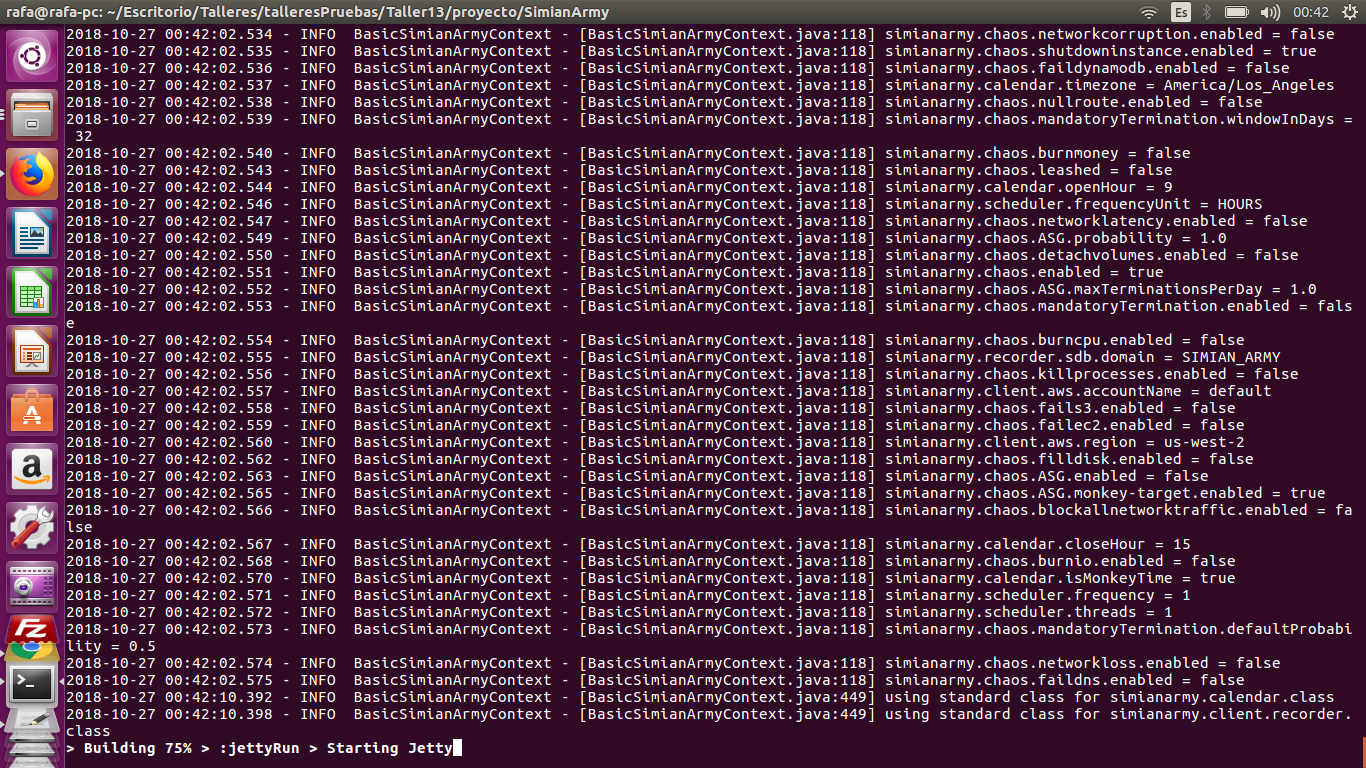 rafa@rafa-pc: ~/Escritorio/Talleres/talleresPruebas/Taller13/proyecto/SimianArmy
Es
00:42
2018-10-27 00:42:02.534 - INFO  BasicSimianArmyContext - [BasicSimianArmyContext.java:118] simianarmy.chaos.networkcorruption.enabled = false
2018-10-27 00:42:02.535 - INFO  BasicSimianArmyContext - [BasicSimianArmyContext.java:118] simianarmy.chaos.shutdowninstance.enabled = true
2018-10-27 00:42:02.536 - INFO  BasicSimianArmyContext - [BasicSimianArmyContext.java:118] simianarmy.chaos.faildynamodb.enabled = false
2018-10-27 00:42:02.537 - INFO  BasicSimianArmyContext - [BasicSimianArmyContext.java:118] simianarmy.calendar.timezone = America/Los_Angeles
2018-10-27 00:42:02.538 - INFO  BasicSimianArmyContext - [BasicSimianArmyContext.java:118] simianarmy.chaos.nullroute.enabled = false
2018-10-27 00:42:02.539 - INFO  BasicSimianArmyContext - [BasicSimianArmyContext.java:118] simianarmy.chaos.mandatoryTermination.windowInDays =
 32
2018-10-27 00:42:02.540 - INFO  BasicSimianArmyContext - [BasicSimianArmyContext.java:118] simianarmy.chaos.burnmoney = false
2018-10-27 00:42:02.543 - INFO  BasicSimianArmyContext - [BasicSimianArmyContext.java:118] simianarmy.chaos.leashed = false
2018-10-27 00:42:02.544 - INFO  BasicSimianArmyContext - [BasicSimianArmyContext.java:118] simianarmy.calendar.openHour = 9
2018-10-27 00:42:02.546 - INFO  BasicSimianArmyContext - [BasicSimianArmyContext.java:118] simianarmy.scheduler.frequencyUnit = HOURS
2018-10-27 00:42:02.547 - INFO  BasicSimianArmyContext - [BasicSimianArmyContext.java:118] simianarmy.chaos.networklatency.enabled = false
2018-10-27 00:42:02.549 - INFO  BasicSimianArmyContext - [BasicSimianArmyContext.java:118] simianarmy.chaos.ASG.probability = 1.0
2018-10-27 00:42:02.550 - INFO  BasicSimianArmyContext - [BasicSimianArmyContext.java:118] simianarmy.chaos.detachvolumes.enabled = false
2018-10-27 00:42:02.551 - INFO  BasicSimianArmyContext - [BasicSimianArmyContext.java:118] simianarmy.chaos.enabled = true
2018-10-27 00:42:02.552 - INFO  BasicSimianArmyContext - [BasicSimianArmyContext.java:118] simianarmy.chaos.ASG.maxTerminationsPerDay = 1.0
2018-10-27 00:42:02.553 - INFO  BasicSimianArmyContext - [BasicSimianArmyContext.java:118] simianarmy.chaos.mandatoryTermination.enabled = fals
e
2018-10-27 00:42:02.554 - INFO  BasicSimianArmyContext - [BasicSimianArmyContext.java:118] simianarmy.chaos.burncpu.enabled = false
2018-10-27 00:42:02.555 - INFO  BasicSimianArmyContext - [BasicSimianArmyContext.java:118] simianarmy.recorder.sdb.domain = SIMIAN_ARMY
2018-10-27 00:42:02.556 - INFO  BasicSimianArmyContext - [BasicSimianArmyContext.java:118] simianarmy.chaos.killprocesses.enabled = false
2018-10-27 00:42:02.557 - INFO  BasicSimianArmyContext - [BasicSimianArmyContext.java:118] simianarmy.client.aws.accountName = default
2018-10-27 00:42:02.558 - INFO  BasicSimianArmyContext - [BasicSimianArmyContext.java:118] simianarmy.chaos.fails3.enabled = false
2018-10-27 00:42:02.559 - INFO  BasicSimianArmyContext - [BasicSimianArmyContext.java:118] simianarmy.chaos.failec2.enabled = false
2018-10-27 00:42:02.560 - INFO  BasicSimianArmyContext - [BasicSimianArmyContext.java:118] simianarmy.client.aws.region = us-west-2
2018-10-27 00:42:02.562 - INFO  BasicSimianArmyContext - [BasicSimianArmyContext.java:118] simianarmy.chaos.filldisk.enabled = false
2018-10-27 00:42:02.563 - INFO  BasicSimianArmyContext - [BasicSimianArmyContext.java:118] simianarmy.chaos.ASG.enabled = false
2018-10-27 00:42:02.565 - INFO  BasicSimianArmyContext - [BasicSimianArmyContext.java:118] simianarmy.chaos.ASG.monkey-target.enabled = true
2018-10-27 00:42:02.566 - INFO  BasicSimianArmyContext - [BasicSimianArmyContext.java:118] simianarmy.chaos.blockallnetworktraffic.enabled = fa
lse
2018-10-27 00:42:02.567 - INFO  BasicSimianArmyContext - [BasicSimianArmyContext.java:118] simianarmy.calendar.closeHour = 15
2018-10-27 00:42:02.568 - INFO  BasicSimianArmyContext - [BasicSimianArmyContext.java:118] simianarmy.chaos.burnio.enabled = false
2018-10-27 00:42:02.570 - INFO  BasicSimianArmyContext - [BasicSimianArmyContext.java:118] simianarmy.calendar.isMonkeyTime = true
2018-10-27 00:42:02.571 - INFO  BasicSimianArmyContext - [BasicSimianArmyContext.java:118] simianarmy.scheduler.frequency = 1
2018-10-27 00:42:02.572 - INFO  BasicSimianArmyContext - [BasicSimianArmyContext.java:118] simianarmy.scheduler.threads = 1
2018-10-27 00:42:02.573 - INFO  BasicSimianArmyContext - [BasicSimianArmyContext.java:118] simianarmy.chaos.mandatoryTermination.defaultProbabi
lity = 0.5
2018-10-27 00:42:02.574 - INFO  BasicSimianArmyContext - [BasicSimianArmyContext.java:118] simianarmy.chaos.networkloss.enabled = false
2018-10-27 00:42:02.575 - INFO  BasicSimianArmyContext - [BasicSimianArmyContext.java:118] simianarmy.chaos.faildns.enabled = false
2018-10-27 00:42:10.392 - INFO  BasicSimianArmyContext - [BasicSimianArmyContext.java:449] using standard class for simianarmy.calendar.class
2018-10-27 00:42:10.398 - INFO  BasicSimianArmyContext - [BasicSimianArmyContext.java:449] using standard class for simianarmy.client.recorder.
class
> Building 75% > :jettyRun > Starting Jetty